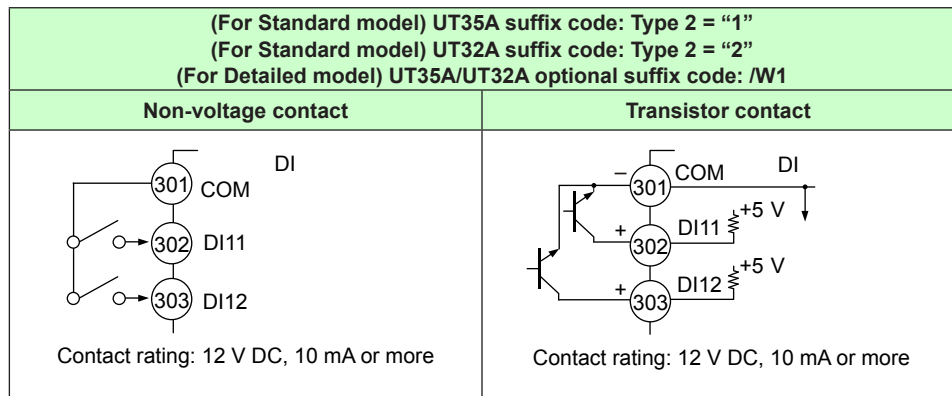 (For Standard model) UT35A suffix code: Type 2 = “1”
(For Standard model) UT32A suffix code: Type 2 = “2”
(For Detailed model) UT35A/UT32A optional suffix code: /W1
Non-voltage contact
DI
301 COM
302 DI11
303 DI12
Contact rating: 12 V DC, 10 mA or more
Transistor contact
– 301 COM DI
+ 302 DI11 +5 V
+ 303 DI12 +5 V
Contact rating: 12 V DC, 10 mA or more